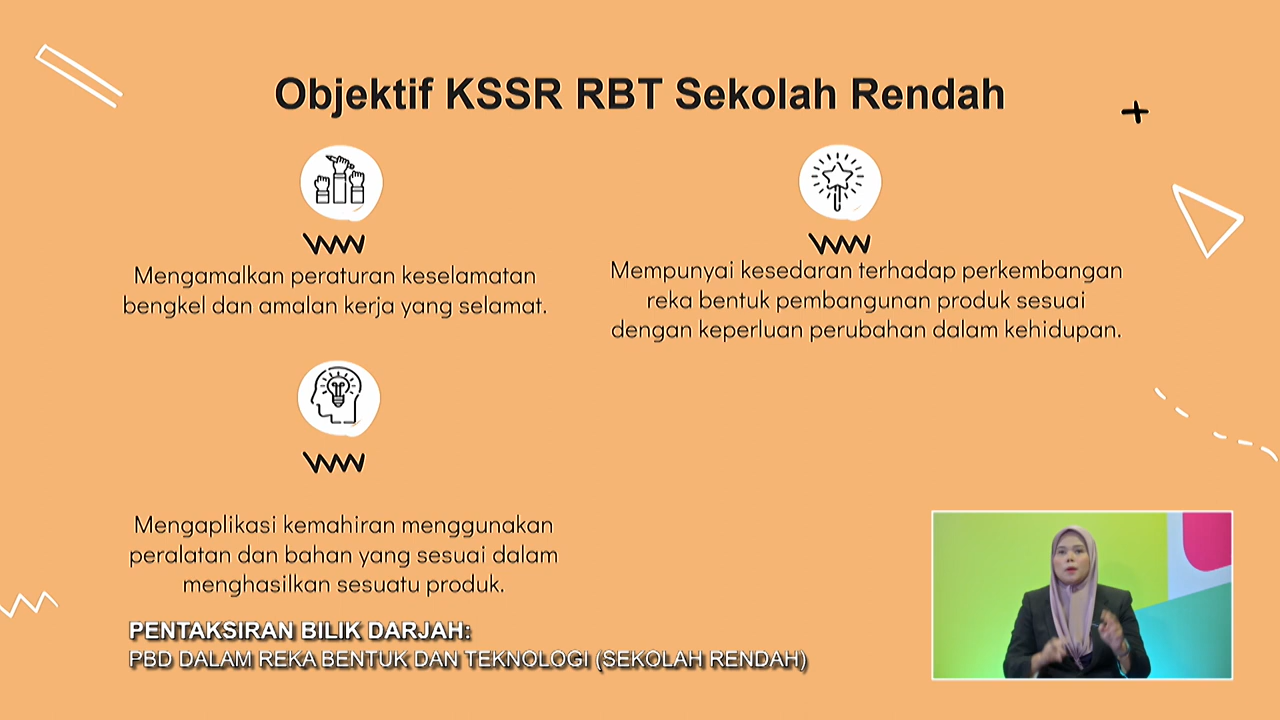 Objektif KSSR RBT Sekolah Rendah
Mengamalkan peraturan keselamatan
bengkel dan amalan kerja yang selamat.
Mempunyai kesedaran terhadap perkembangan
reka bentuk pembangunan produk sesuai
dengan keperluan perubahan dalam kehidupan.
Mengaplikasi kemahiran menggunakan
peralatan dan bahan yang sesuai dalam
menghasilkan sesuatu produk.
PENTAKSIRAN BILIK DARJAH:
PBD DALAM REKA BENTUK DAN TEKNOLOGI (SEKOLAH RENDAH)